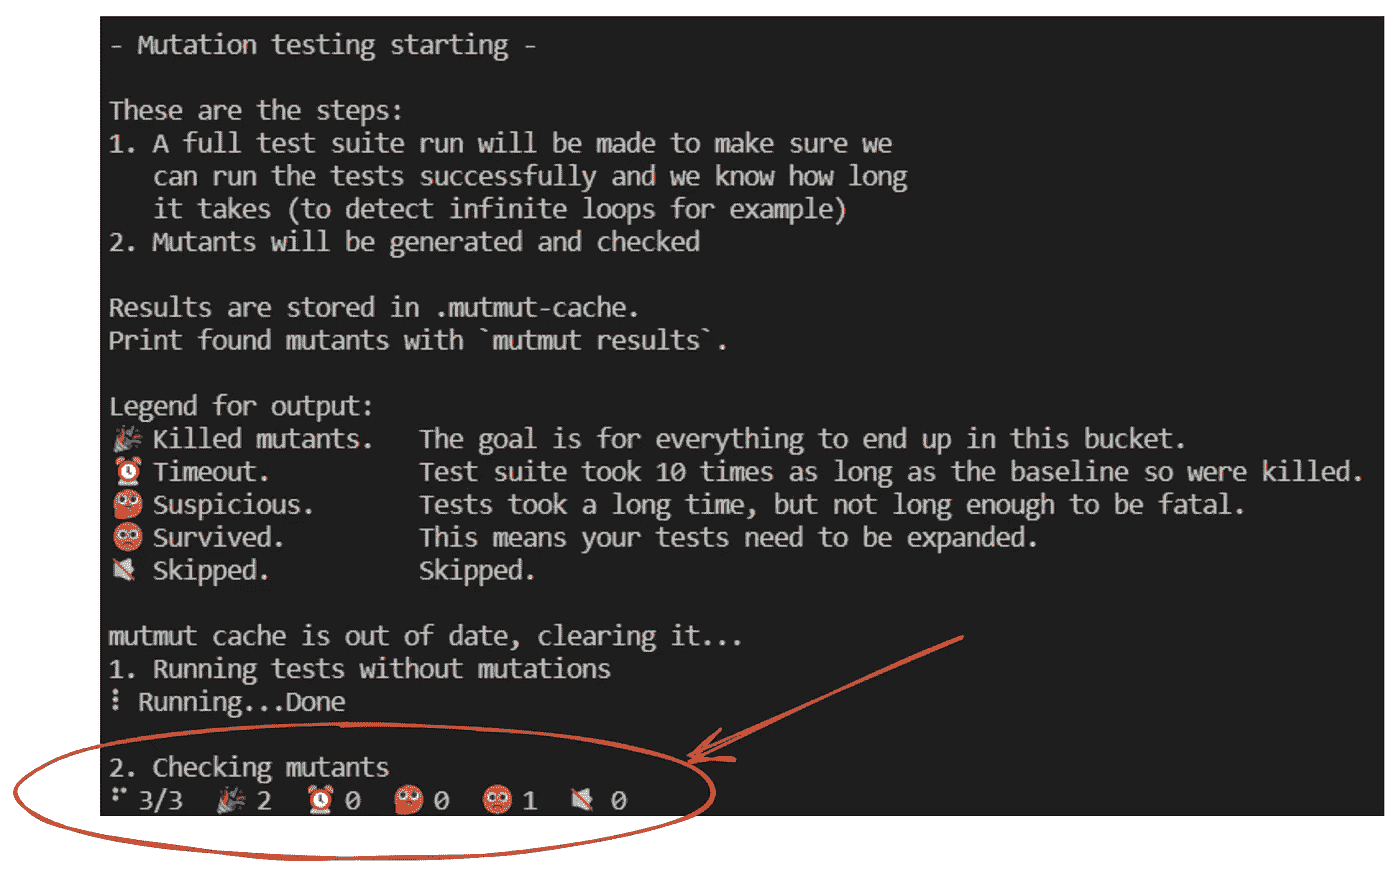 - Mutation testing starting -
These are the steps:
1. A full test suite run will be made to make sure we
can run the tests successfully and we know how long
it takes (to detect infinite loops for example)
2. Mutants will be generated and checked
Results are stored in .mutmut-cache.
Print found mutants with `mutmut results`.
Legend for output:
🎉 Killed mutants.   The goal is for everything to end up in this bucket.
⏰ Timeout.          Test suite took 10 times as long as the baseline so were killed.
🤔 Suspicious.       Tests took a long time, but not long enough to be fatal.
🙁 Survived.         This means your tests need to be expanded.
🔇 Skipped.          Skipped.
mutmut cache is out of date, clearing it...
1. Running tests without mutations
⠸ Running...Done
2. Checking mutants
⠋ 3/3  🎉 2  ⏰ 0  🤔 0  🙁 1  🔇 0